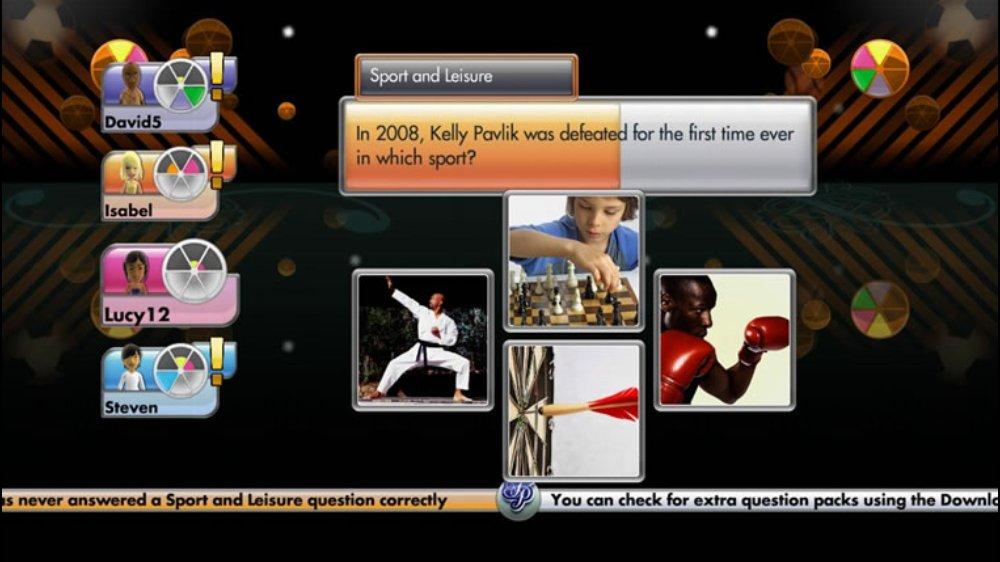 David5
Isabel
Lucy12
Steven
Sport and Leisure
In 2008, Kelly Pavlik was defeated for the first time ever
in which sport?
s never answered a Sport and Leisure question correctly
You can check for extra question packs using the